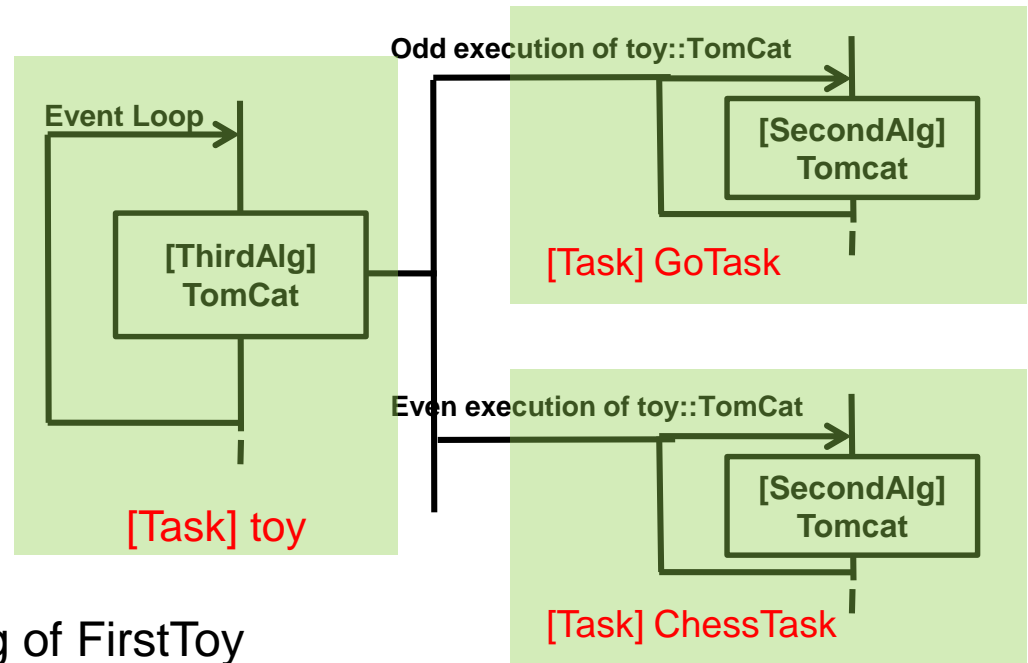 Odd execution of toy::TomCat
Event Loop
[SecondAlg]
Tomcat
[ThirdAlg]
TomCat
[Task] GoTask
Even execution of toy::TomCat
[SecondAlg]
Tomcat
[Task] toy
[Task] ChessTask
g of FirstToy